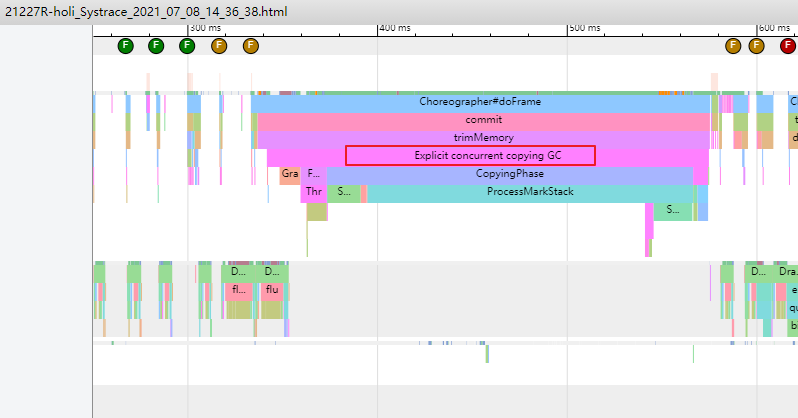 21227R-holi_Systrace_2021_07_08_14_36_38.html
300 ms
400 ms
500 ms
600 ms
F F F F F F F F
Choreographer#doFrame C
commit t
trimMemory d
Explicit concurrent copying GC
Gra F... CopyingPhase
Thr S... ProcessMarkStack
S...
D... D... D... Dra
fl... flu e
qu
b